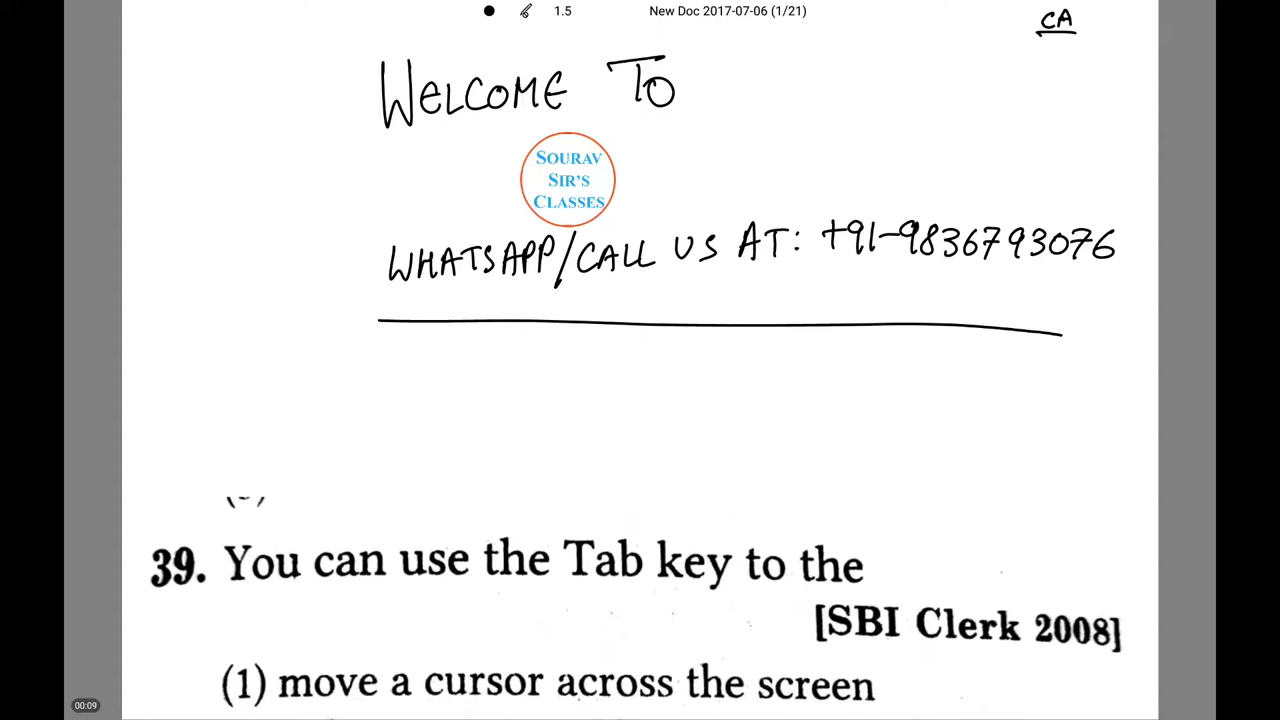 1.5 New Doc 2017-07-06 (1/21)
CA
WELCOME TO
SOURAV
SIR'S
CLASSES
WHATSAPP/CALL US AT: +91-9836793076
39. You can use the Tab key to the
[SBI Clerk 2008]
(1) move a cursor across the screen
00:09